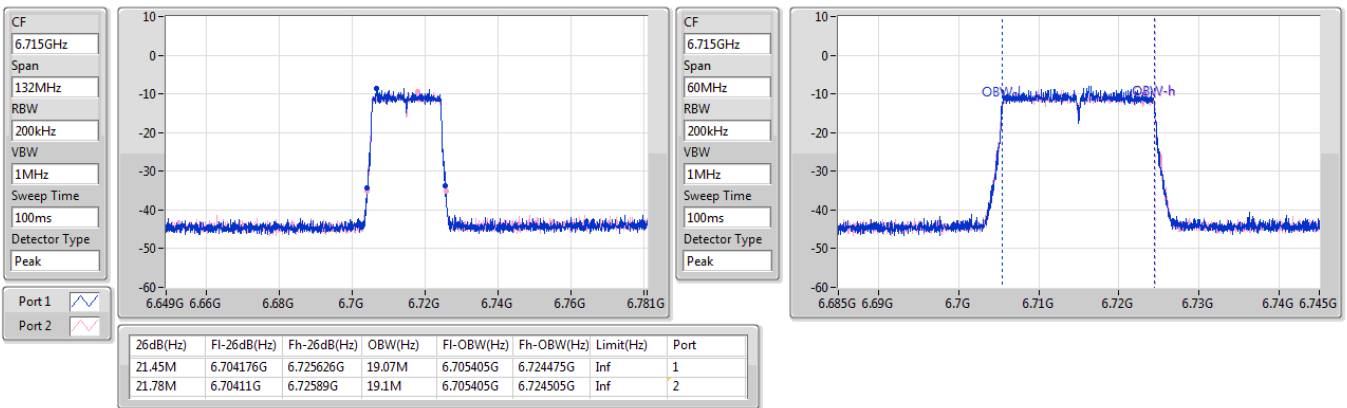 CF
6.715GHz
Span
132MHz
RBW
200kHz
VBW
1MHz
Sweep Time
100ms
Detector Type
Peak
Port 1
Port 2
10
0
-10
-20
-30
-40
-50
-60
6.649G 6.66G 6.68G 6.7G 6.72G 6.74G 6.76G 6.781G
CF
6.715GHz
Span
60MHz
RBW
200kHz
VBW
1MHz
Sweep Time
100ms
Detector Type
Peak
10
0
-10
-20
-30
-40
-50
-60
OBW-l OBW-h
6.685G 6.69G 6.7G 6.71G 6.72G 6.73G 6.74G 6.745G
26dB(Hz) Fl-26dB(Hz) Fh-26dB(Hz) OBW(Hz) Fl-OBW(Hz) Fh-OBW(Hz) Limit(Hz) Port
21.45M 6.704176G 6.725626G 19.07M 6.705405G 6.724475G Inf 1
21.78M 6.70411G 6.72589G 19.1M 6.705405G 6.724505G Inf 2